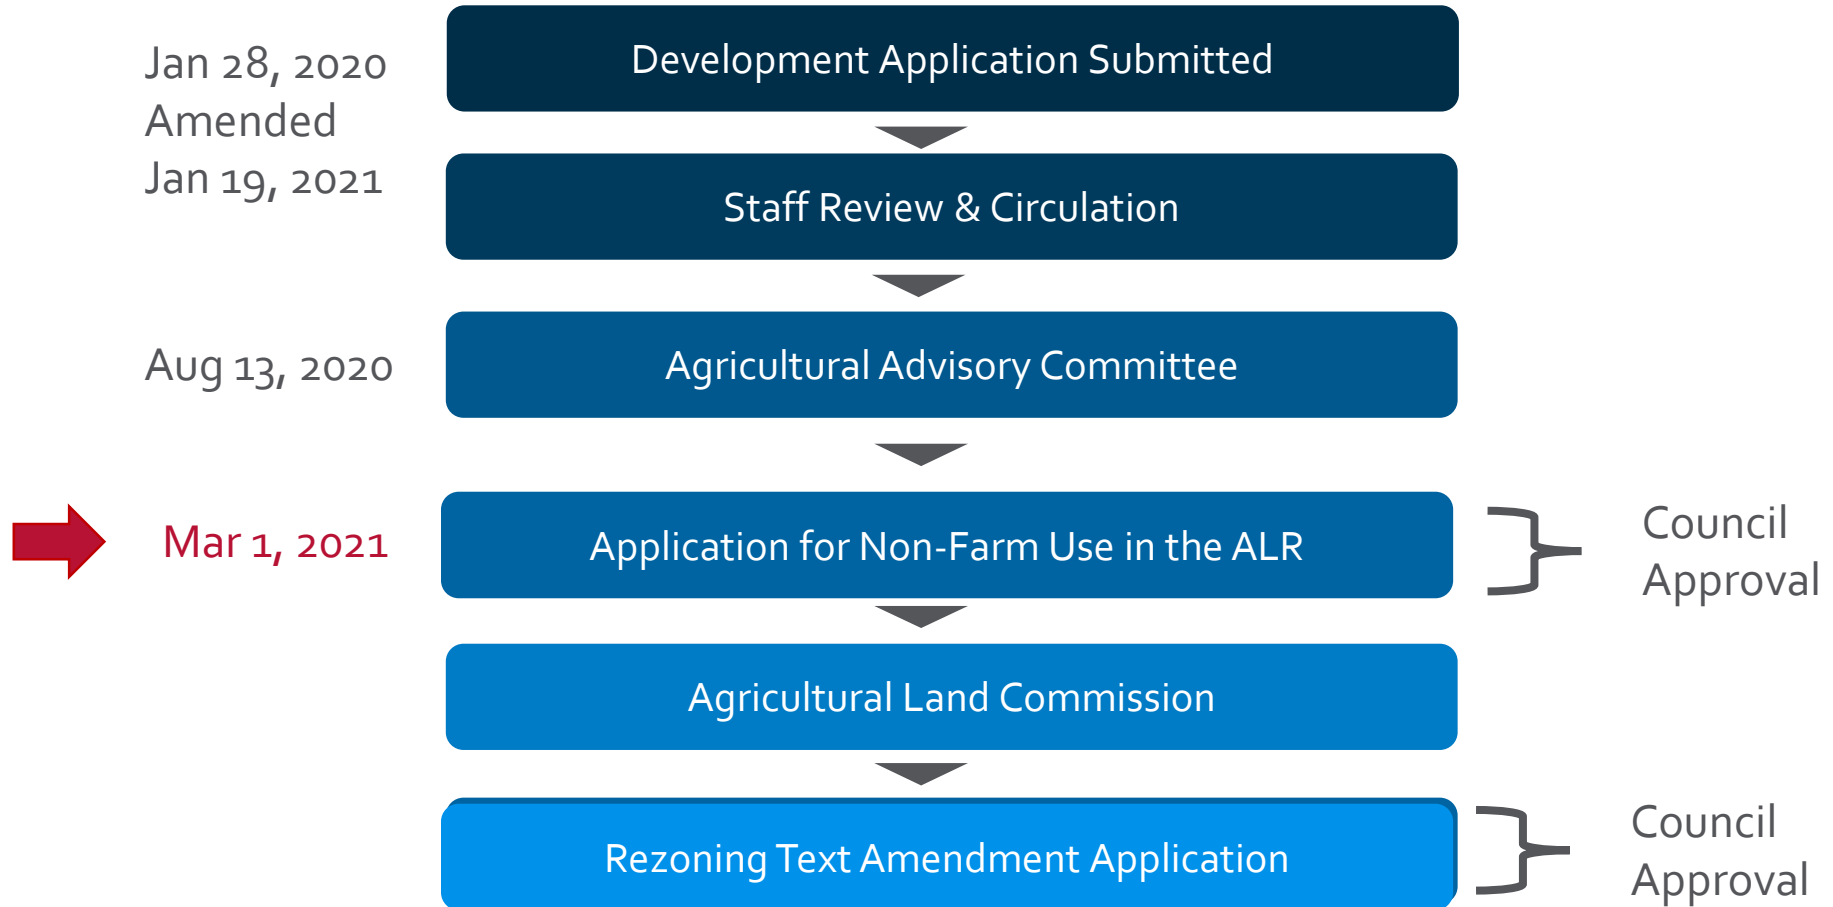 Jan 28, 2020
Amended
Jan 19, 2021
Development Application Submitted
Staff Review & Circulation
Aug 13, 2020
Agricultural Advisory Committee
Mar 1, 2021
Application for Non-Farm Use in the ALR
Council
Approval
Agricultural Land Commission
Rezoning Text Amendment Application
Council
Approval